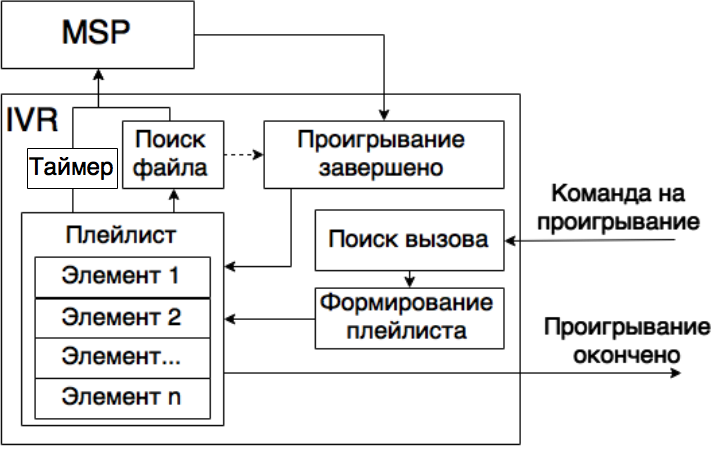 MSP
IVR
Таймер
Поиск
файла
Проигрывание
завершено
Команда на
проигрывание
Плейлист
Поиск вызова
Элемент 1
Элемент 2
Элемент...
Элемент n
Формирование
плейлиста
Проигрывание
окончено